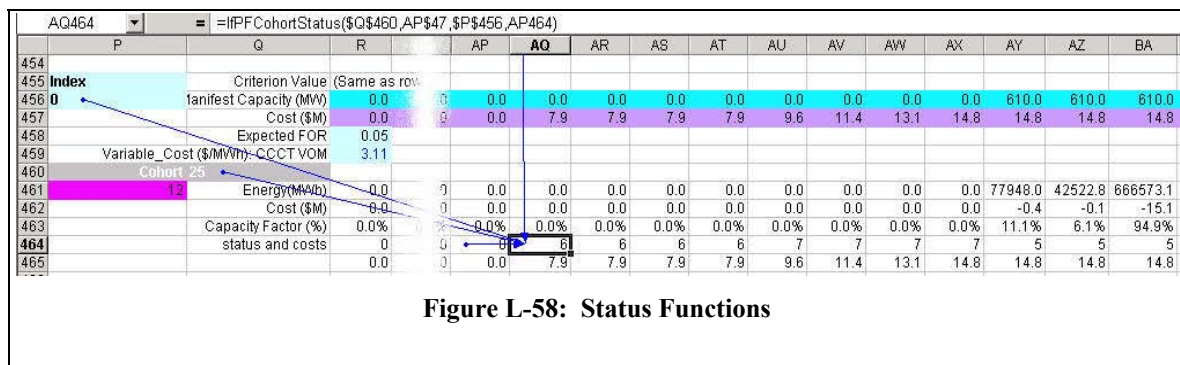 AQ464 = =IfPFCohortStatus($Q$460,AP$47,$P$456,AP464)
P Q R AP AQ AR AS AT AU AV AW AX AY AZ BA
454
455 Index Criterion Value (Same as row
456 0 Manifest Capacity (MW) 0.0 0.0 0.0 0.0 0.0 0.0 0.0 0.0 0.0 0.0 610.0 610.0 610.0
457 Cost ($M) 0.0 0.0 7.9 7.9 7.9 7.9 9.6 11.4 13.1 14.8 14.8 14.8 14.8
458 Expected FOR 0.05
459 Variable_Cost ($/MWh): CCCT VOM 3.11
460 Cohort 25
461 12 Energy(MWh) 0.0 0.0 0.0 0.0 0.0 0.0 0.0 0.0 0.0 0.0 77948.0 42522.8 666573.1
462 Cost ($M) 0.0 0.0 0.0 0.0 0.0 0.0 0.0 0.0 0.0 0.0 -0.4 -0.1 -15.1
463 Capacity Factor (%) 0.0% 0.0% 0.0% 0.0% 0.0% 0.0% 0.0% 0.0% 0.0% 0.0% 11.1% 6.1% 94.9%
464 status and costs 0 0 6 6 6 6 7 7 7 7 5 5 5
465 0.0 0.0 7.9 7.9 7.9 7.9 9.6 11.4 13.1 14.8 14.8 14.8 14.8
Figure L-58: Status Functions